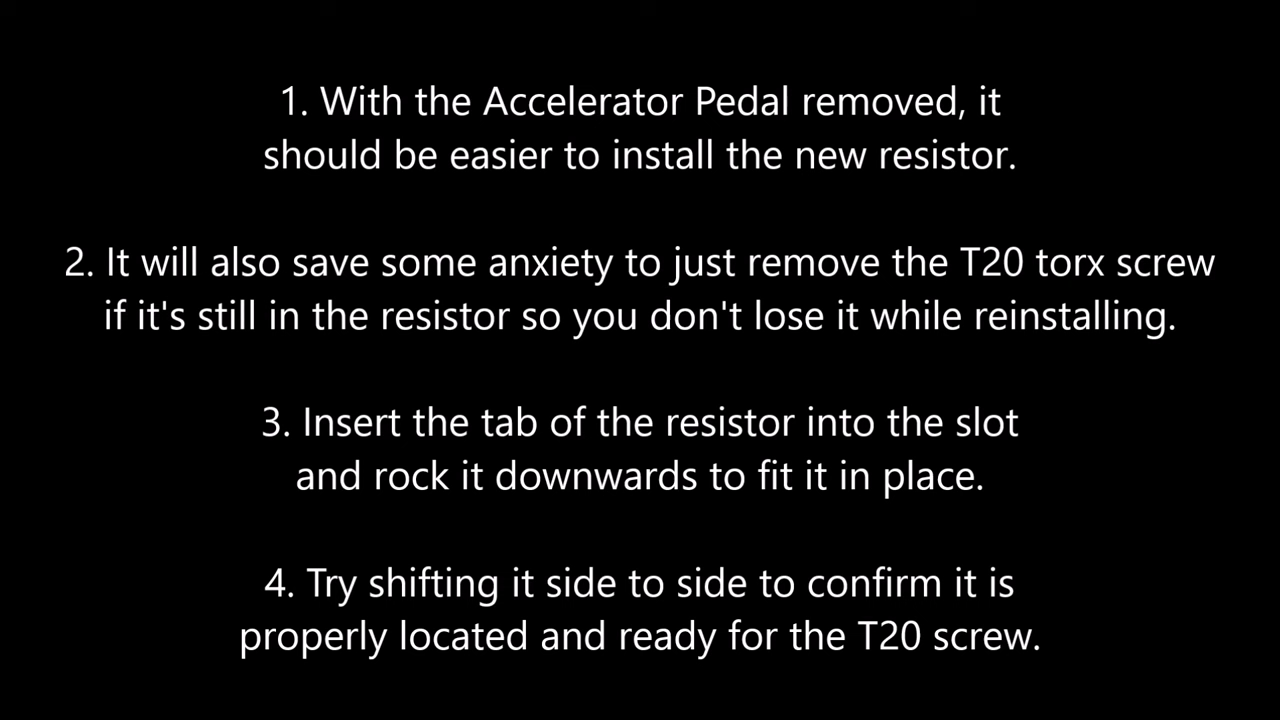 1. With the Accelerator Pedal removed, it
should be easier to install the new resistor.
2. It will also save some anxiety to just remove the T20 torx screw
if it's still in the resistor so you don't lose it while reinstalling.
3. Insert the tab of the resistor into the slot
and rock it downwards to fit it in place.
4. Try shifting it side to side to confirm it is
properly located and ready for the T20 screw.